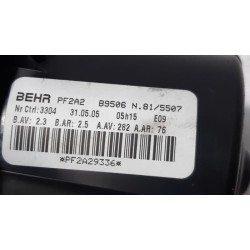 BEHR PF2A2 B9506 N.81/5507
Nr Ctrl:3304 31.05.05 05h15 E09
B.AV: 2.3 B.AR: 2.5 A.AV:282 A.AR:76
*PF2A29336*